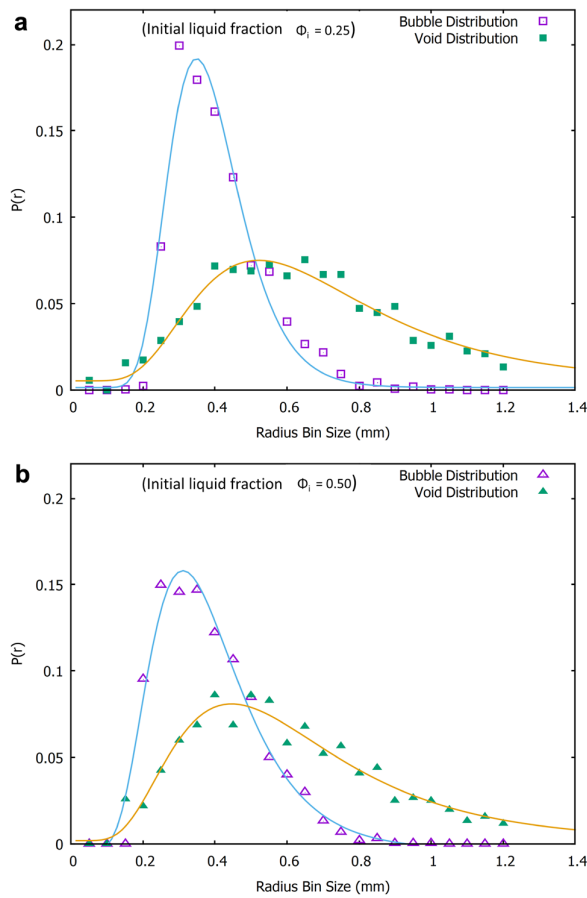 a
(Initial liquid fraction Φi = 0.25)
Bubble Distribution
Void Distribution
0.2
0.15
0.1
0.05
0
P(r)
0 0.2 0.4 0.6 0.8 1 1.2 1.4
Radius Bin Size (mm)
b
(Initial liquid fraction Φi = 0.50)
Bubble Distribution
Void Distribution
0.2
0.15
0.1
0.05
0
P(r)
0 0.2 0.4 0.6 0.8 1 1.2 1.4
Radius Bin Size (mm)